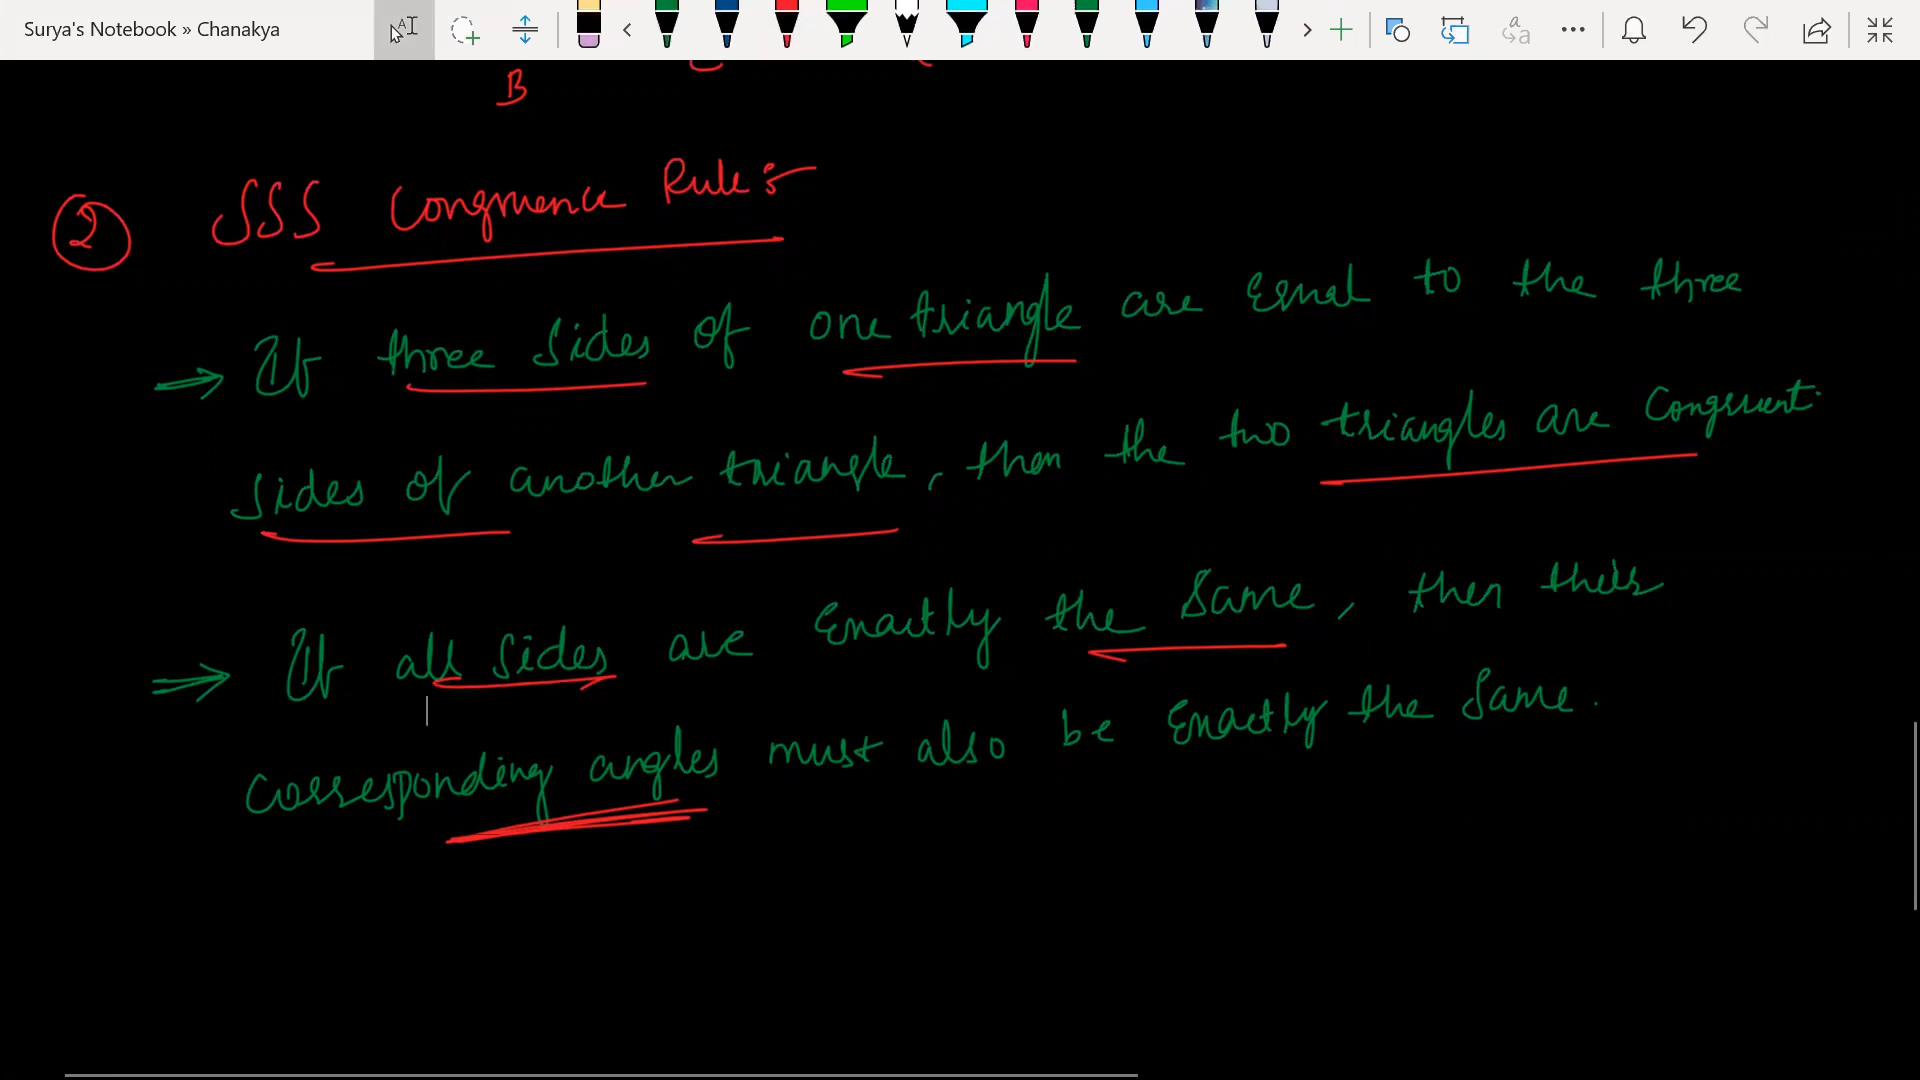 Surya's Notebook » Chanakya
B
② SSS Congruence Rule:-
⇒ If three sides of one triangle are Equal to the three
sides of another triangle, then the two triangles are Congruent.
⇒ If all sides are Exactly the Same, then their
Corresponding angles must also be Exactly the Same.